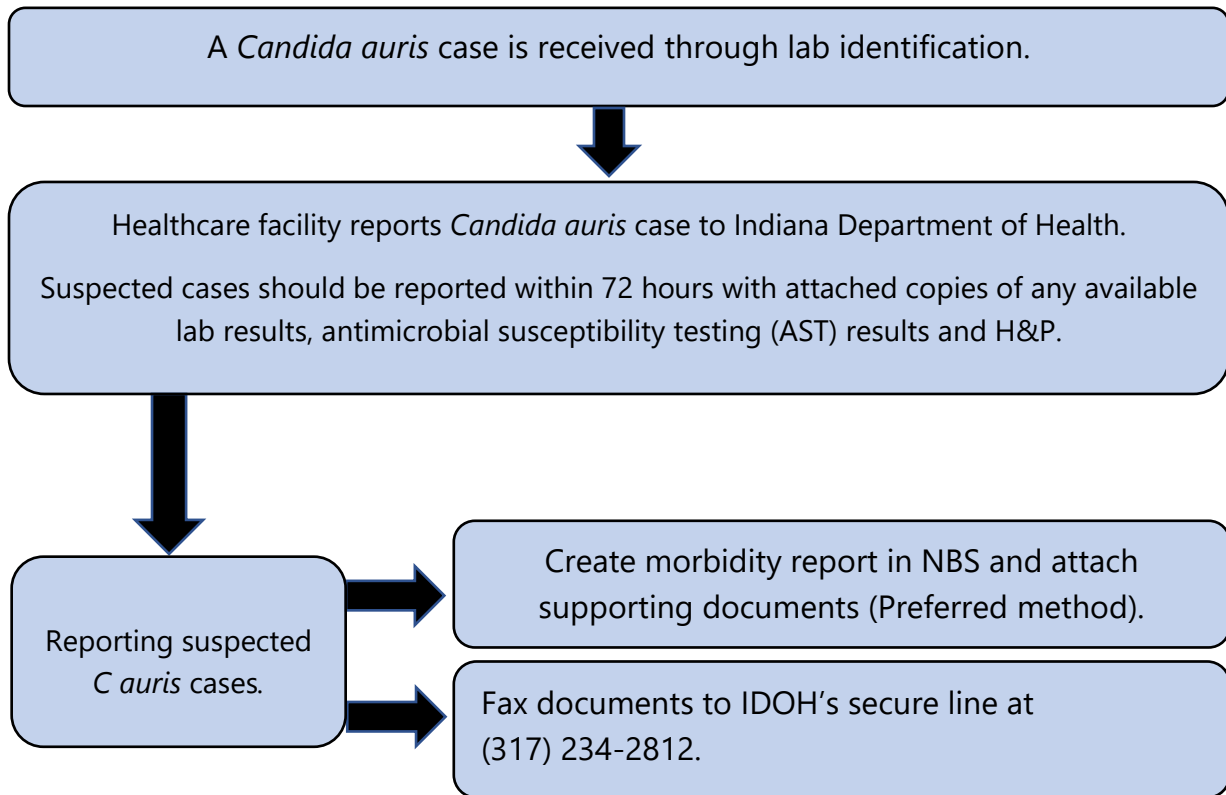 A Candida auris case is received through lab identification.
Healthcare facility reports Candida auris case to Indiana Department of Health.
Suspected cases should be reported within 72 hours with attached copies of any available
lab results, antimicrobial susceptibility testing (AST) results and H&P.
Reporting suspected
C auris cases.
Create morbidity report in NBS and attach
supporting documents (Preferred method).
Fax documents to IDOH’s secure line at
(317) 234-2812.